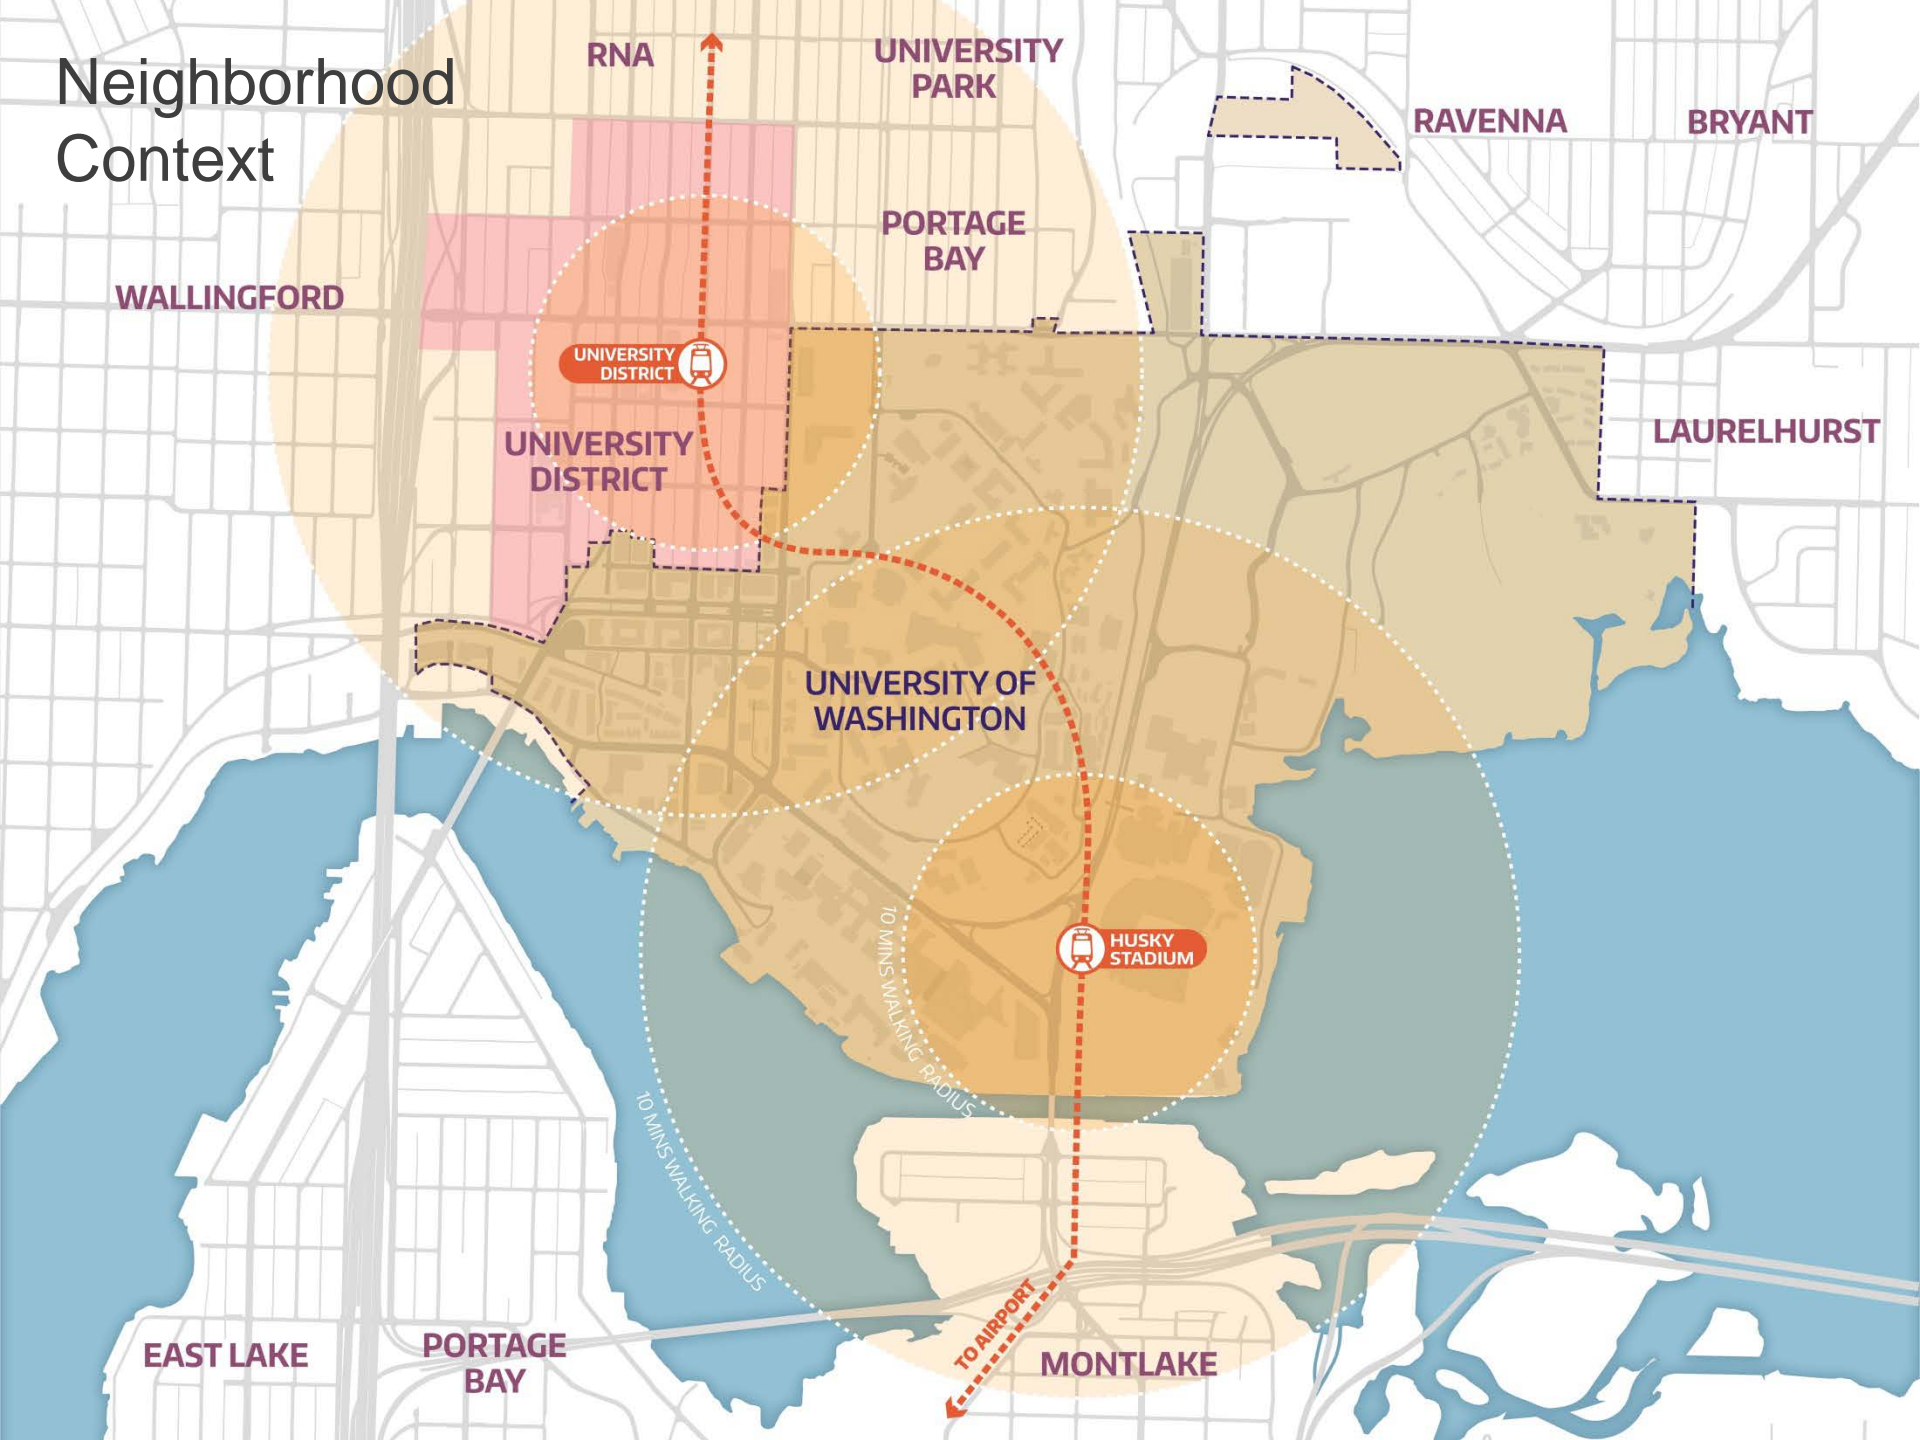 Neighborhood
Context
RNA
UNIVERSITY
PARK
RAVENNA
BRYANT
PORTAGE
BAY
WALLINGFORD
UNIVERSITY
DISTRICT
LAURELHURST
UNIVERSITY
DISTRICT
UNIVERSITY OF
WASHINGTON
HUSKY
STADIUM
10 MINS WALKING RADIUS
10 MINS WALKING RADIUS
TO AIRPORT
EAST LAKE
PORTAGE
BAY
MONTLAKE